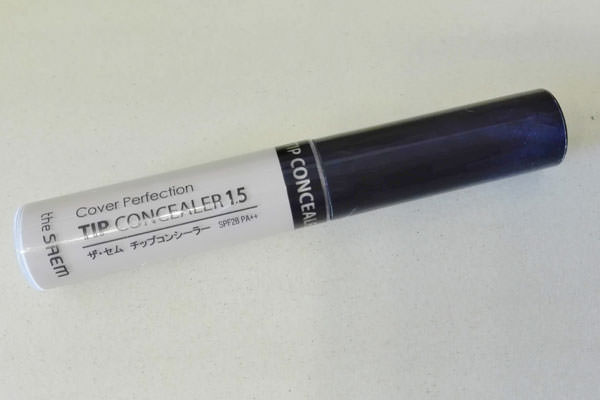 Cover Perfection
TIP CONCEALER 1.5
ザ・セム チップコンシーラー SPF28 PA++
the SAEM
TIP CONCEAL